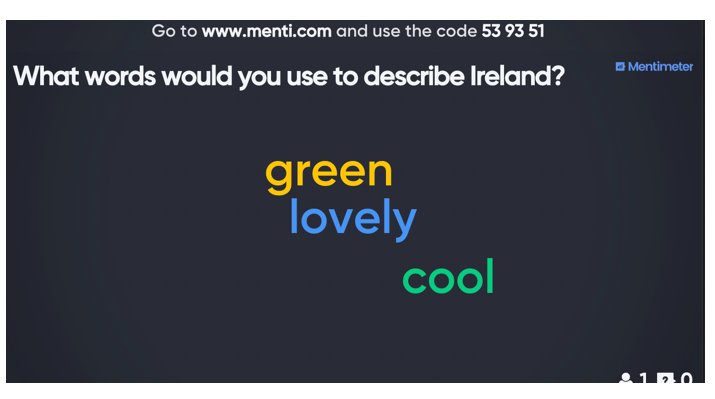 Go to www.menti.com and use the code 53 93 51
What words would you use to describe Ireland?
Mentimeter
green
lovely
cool
1 ? 0